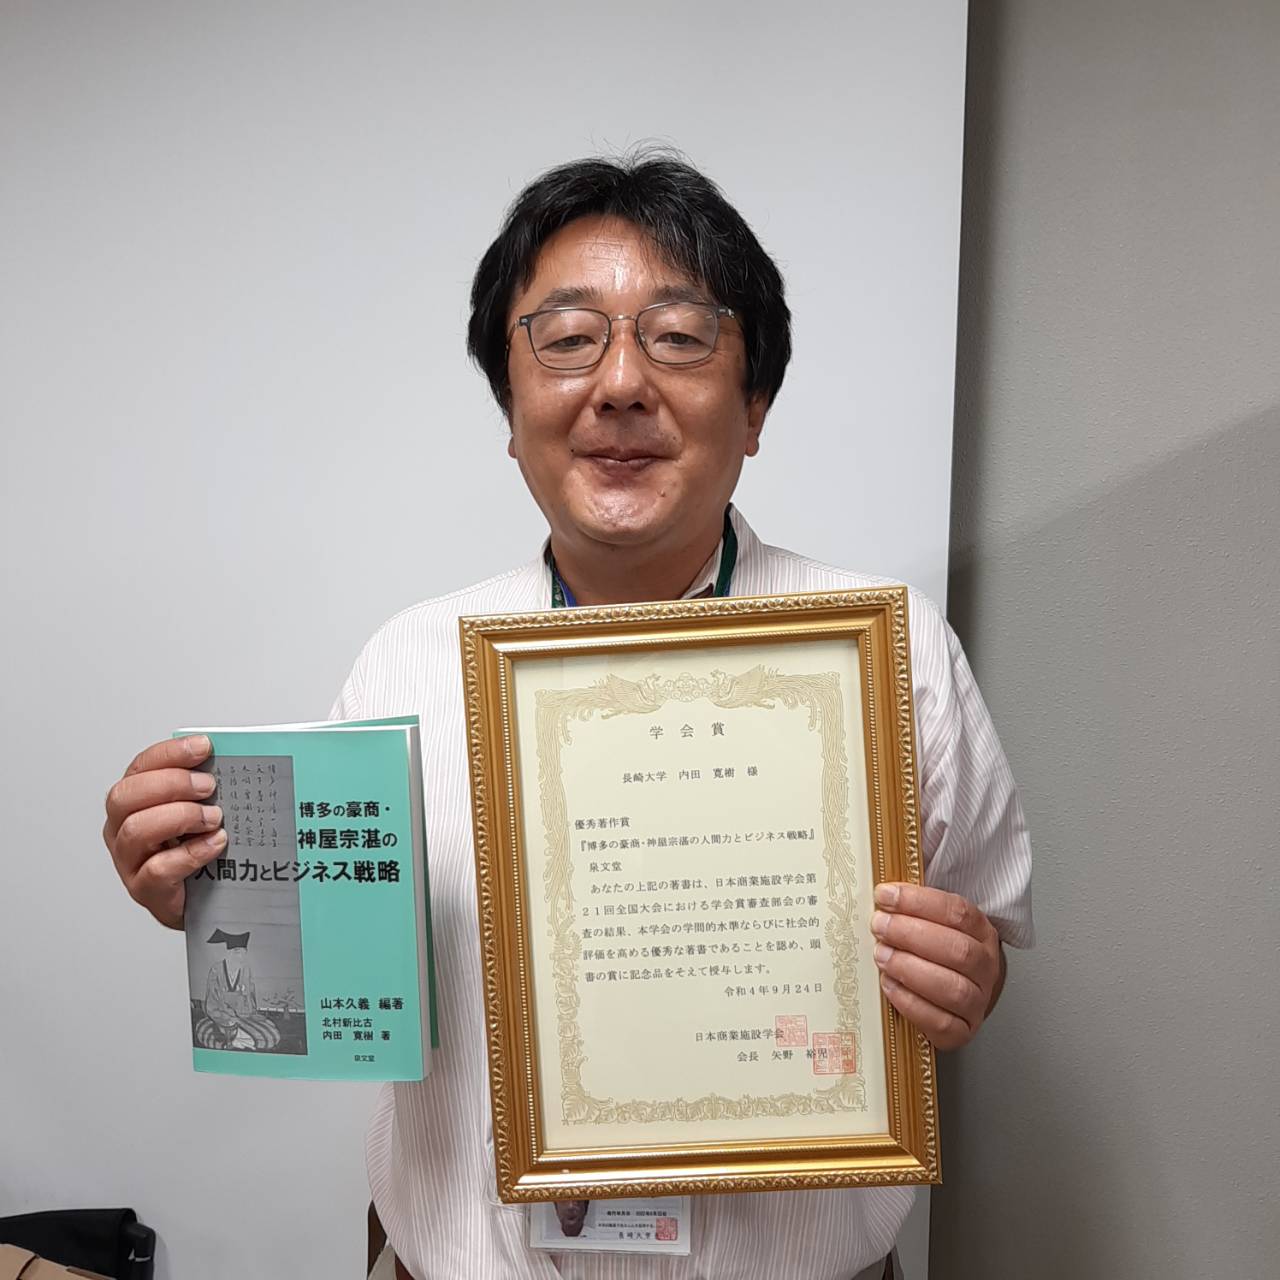 博多の豪商・
神屋宗湛の
人間力とビジネス戦略
山本久義 編著
北村新比古
内田 寛樹 著
泉文堂
学会賞
長崎大学 内田 寛樹 様
優秀著作賞
『博多の豪商・神屋宗湛の人間力とビジネス戦略』
泉文堂
あなたの上記の著書は、日本商業施設学会第
21回全国大会における学会賞審査部会の審
査の結果、本学会の学問的水準ならびに社会的
評価を高める優秀な著書であることを認め、頭
書の賞に記念品をそえて授与します。
令和4年9月24日
日本商業施設学会
会長 矢野 裕児
長崎大学